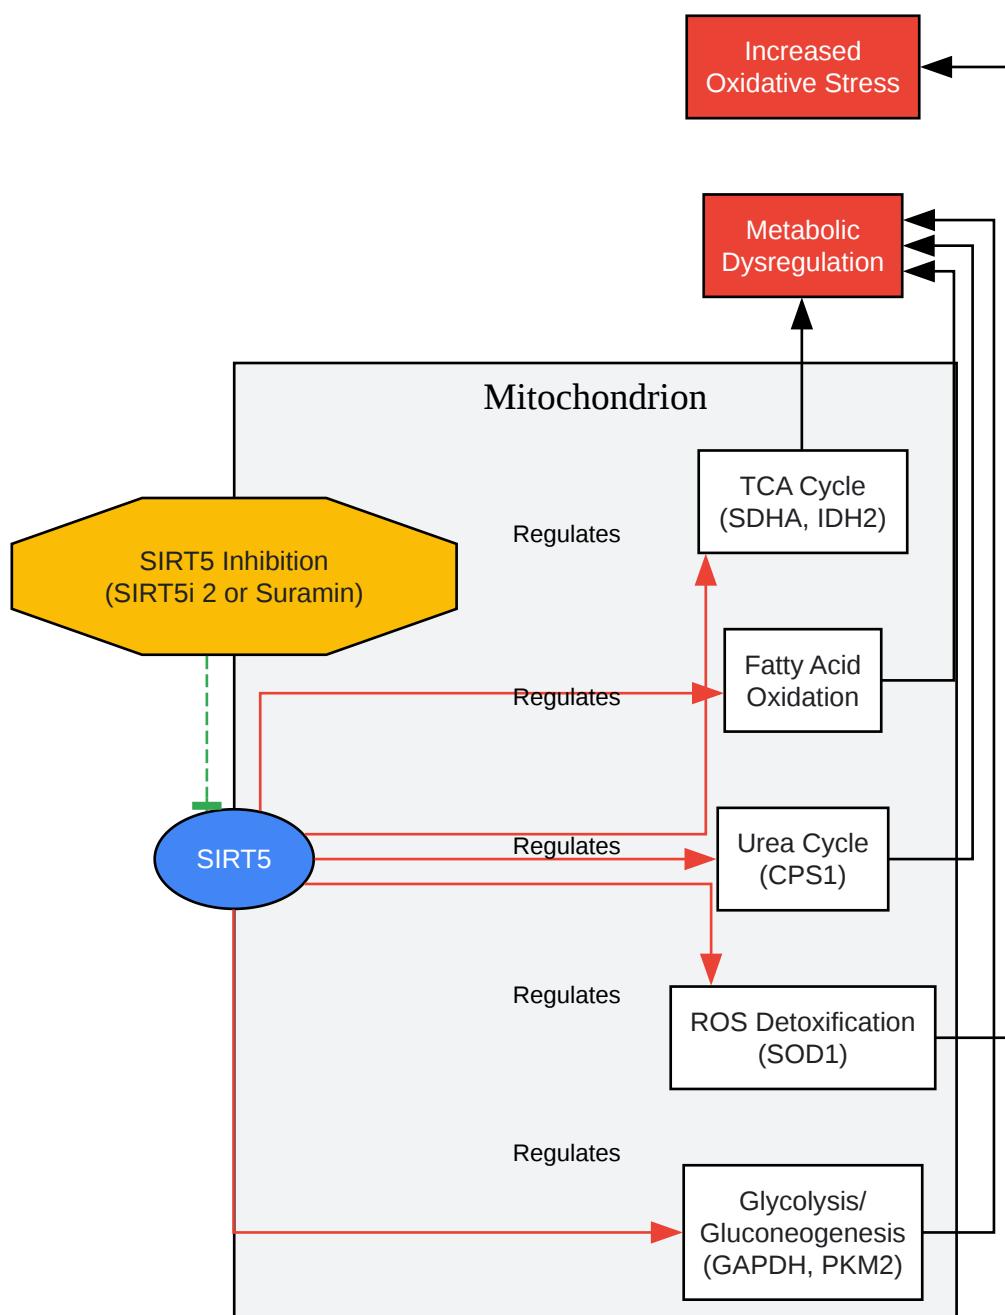 Increased
Oxidative Stress
Metabolic
Dysregulation
Mitochondrion
TCA Cycle
(SDHA, IDH2)
Regulates
SIRT5 Inhibition
(SIRT5i 2 or Suramin)
Fatty Acid
Oxidation
Regulates
Urea Cycle
(CPS1)
Regulates
SIRT5
Regulates
ROS Detoxification
(SOD1)
Regulates
Glycolysis/
Gluconeogenesis
(GAPDH, PKM2)